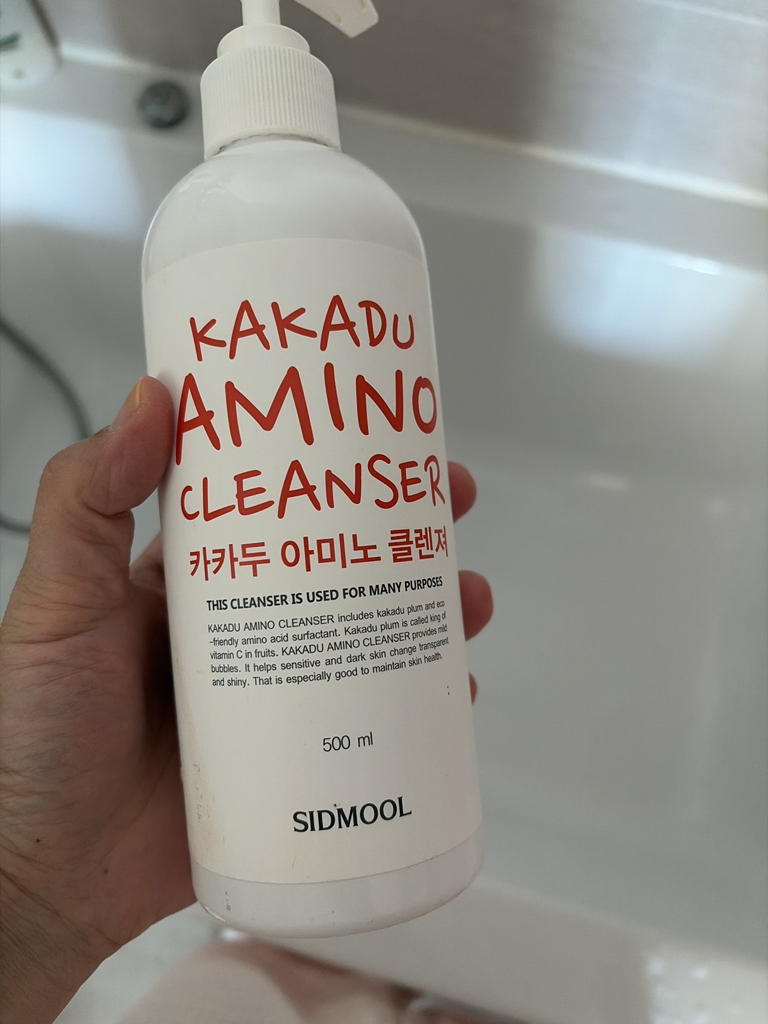 KAKADU
AMINO
CLEANSER
카카두 아미노 클렌져
THIS CLEANSER IS USED FOR MANY PURPOSES
KAKADU AMINO CLEANSER includes kakadu plum and eco
-friendly amino acid surfactant. Kakadu plum is called king of
vitamin C in fruits. KAKADU AMINO CLEANSER provides mild
bubbles. It helps sensitive and dark skin change transparent
and shiny. That is especially good to maintain skin health.
500 ml
SIDMOOL